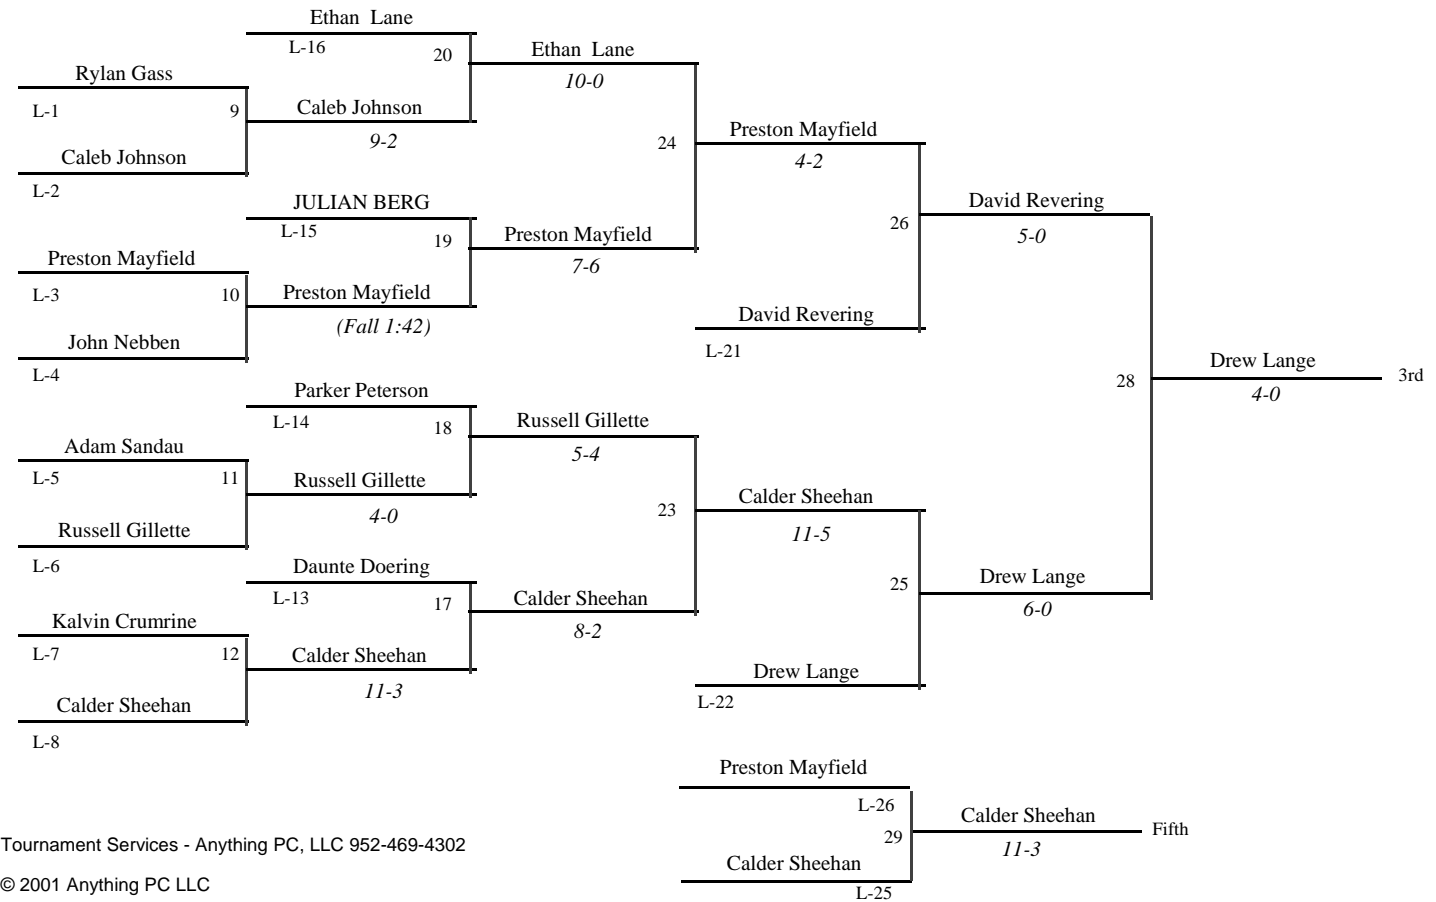 Ethan Lane
L-16
20
Ethan Lane
10-0
Rylan Gass
L-1
9
Caleb Johnson
9-2
Caleb Johnson
L-2
24
Preston Mayfield
4-2
JULIAN BERG
L-15
19
Preston Mayfield
7-6
Preston Mayfield
L-3
10
Preston Mayfield
(Fall 1:42)
John Nebben
L-4
26
David Revering
5-0
David Revering
L-21
28
Drew Lange
4-0
3rd
Parker Peterson
L-14
18
Russell Gillette
5-4
Adam Sandau
L-5
11
Russell Gillette
4-0
Russell Gillette
L-6
23
Calder Sheehan
11-5
Daunte Doering
L-13
17
Calder Sheehan
8-2
25
Drew Lange
6-0
Kalvin Crumrine
L-7
12
Calder Sheehan
11-3
Calder Sheehan
L-8
Drew Lange
L-22
Preston Mayfield
L-26
29
Calder Sheehan
11-3
Fifth
Calder Sheehan
L-25
Tournament Services - Anything PC, LLC 952-469-4302
© 2001 Anything PC LLC